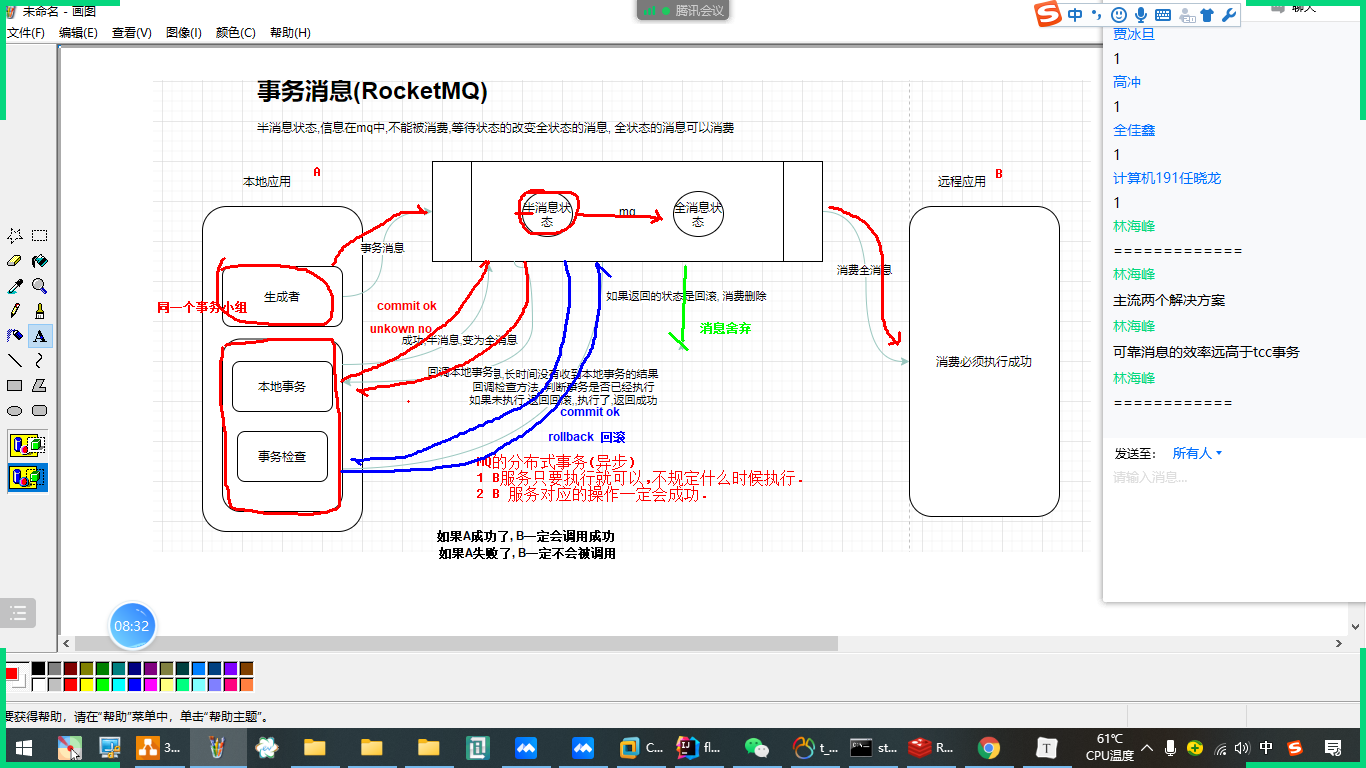 未命名 - 画图
腾讯会议
中
聊天
文件(F) 编辑(E) 查看(V) 图像(I) 颜色(C) 帮助(H)
事务消息(RocketMQ)
半消息状态,信息在mq中,不能被消费,等待状态的改变全状态的消息, 全状态的消息可以消费
本地应用
A
远程应用
B
半消息状
态
mq
全消息状
态
事务消息
消费全消息
生成者
同一个事务小组
commit ok
unkown no
如果返回的状态是回滚, 消费删除
消息舍弃
成功,半消息,变为全消息
回调本地事务
息,长时间没有收到本地事务的结果
回调检查方法, 判断事务是否已经执行
如果未执行,返回回滚,,执行了,返回成功
本地事务
事务检查
commit ok
rollback 回滚
消费必须执行成功
MQ的分布式事务(异步)
1 B服务只要执行就可以,不规定什么时候执行.
2 B 服务对应的操作一定会成功.
如果A成功了, B一定会调用成功
如果A失败了, B一定不会被调用
贾冰旦
1
高冲
1
全佳鑫
1
计算机191任晓龙
1
林海峰
=============
林海峰
主流两个解决方案
林海峰
可靠消息的效率远高于tcc事务
林海峰
============
发送至: 所有人
请输入消息...
08:32
要获得帮助，请在“帮助”菜单中，单击“帮助主题”。
3...
C...
fl...
t_...
st...
R...
T
61℃
CPU温度
中